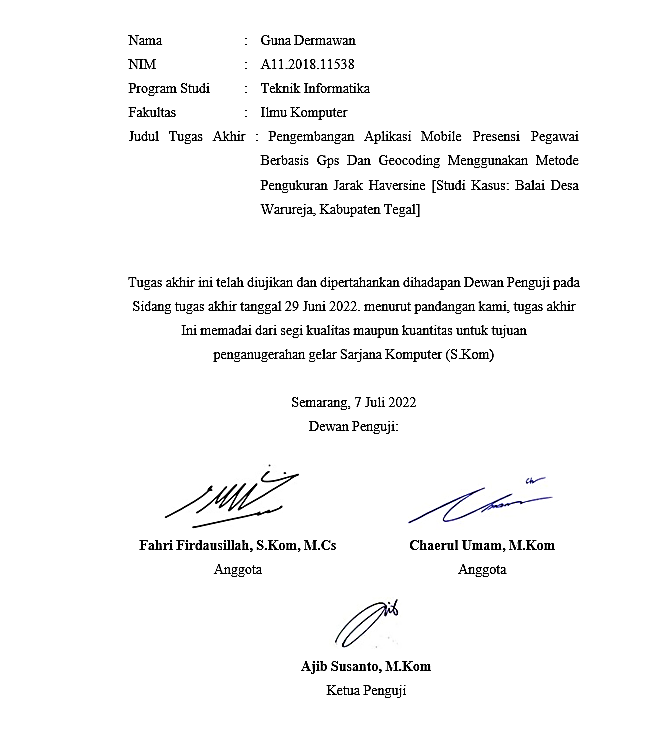 Nama : Guna Dermawan
NIM : A11.2018.11538
Program Studi : Teknik Informatika
Fakultas : Ilmu Komputer
Judul Tugas Akhir : Pengembangan Aplikasi Mobile Presensi Pegawai
Berbasis Gps Dan Geocoding Menggunakan Metode
Pengukuran Jarak Haversine [Studi Kasus: Balai Desa
Warureja, Kabupaten Tegal]
Tugas akhir ini telah diujikan dan dipertahankan dihadapan Dewan Penguji pada
Sidang tugas akhir tanggal 29 Juni 2022. menurut pandangan kami, tugas akhir
Ini memadai dari segi kualitas maupun kuantitas untuk tujuan
penganugerahan gelar Sarjana Komputer (S.Kom)
Semarang, 7 Juli 2022
Dewan Penguji:
Fahri Firdausillah, S.Kom, M.Cs
Anggota
Chaerul Umam, M.Kom
Anggota
Ajib Susanto, M.Kom
Ketua Penguji